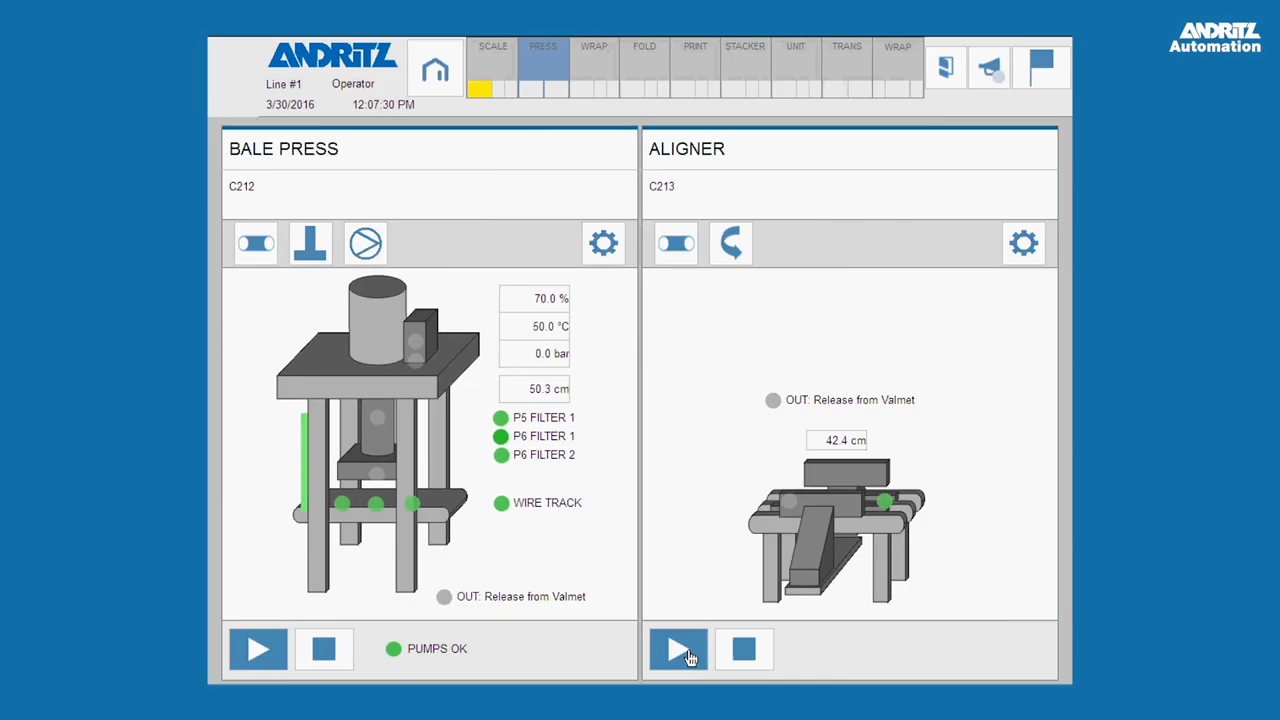 ANDRITZ
Automation
ANDRITZ
Line #1 Operator
3/30/2016 12:07:30 PM
SCALE PRESS WRAP FOLD PRINT STACKER UNIT TRANS WRAP
BALE PRESS
C212
70.0 %
50.0 °C
0.0 bar
50.3 cm
P5 FILTER 1
P6 FILTER 1
P6 FILTER 2
WIRE TRACK
OUT: Release from Valmet
PUMPS OK
ALIGNER
C213
OUT: Release from Valmet
42.4 cm